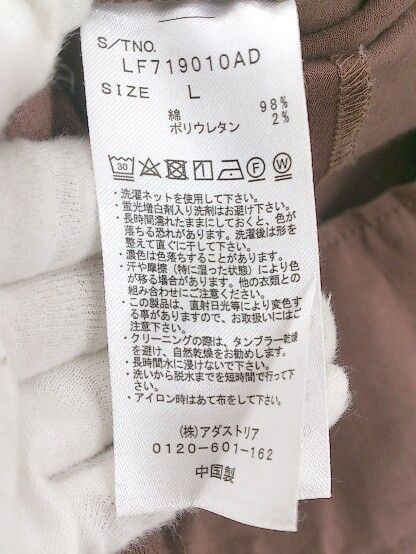 S/TNO.
LF719010AD
SIZE L
綿 98%
ポリウレタン 2%
30 F W
・洗濯ネットを使用して下さい。
・蛍光増白剤入り洗剤はお避け下さい。
・長時間濡れたままにしておくと、色が
落ちる恐れがあります。洗濯後は形を
整えて直ぐに干して下さい。
・濃色は色落ちすることがあります。
・汗や摩擦（特に湿った状態）により色
が移る場合があります。他の衣類との
組み合わせにご注意ください。
・この製品は、直射日光等により変色す
る事がありますので、お取扱いにはご
注意下さい。
・クリーニングの際は、タンブラー乾燥
を避け、自然乾燥をお勧めします。
・長時間水に浸けないで下さい。
・洗いから脱水までを短時間で行って下
さい。
・アイロン時はあて布をして下さい。
（株）アダストリア
0120-601-162
中国製